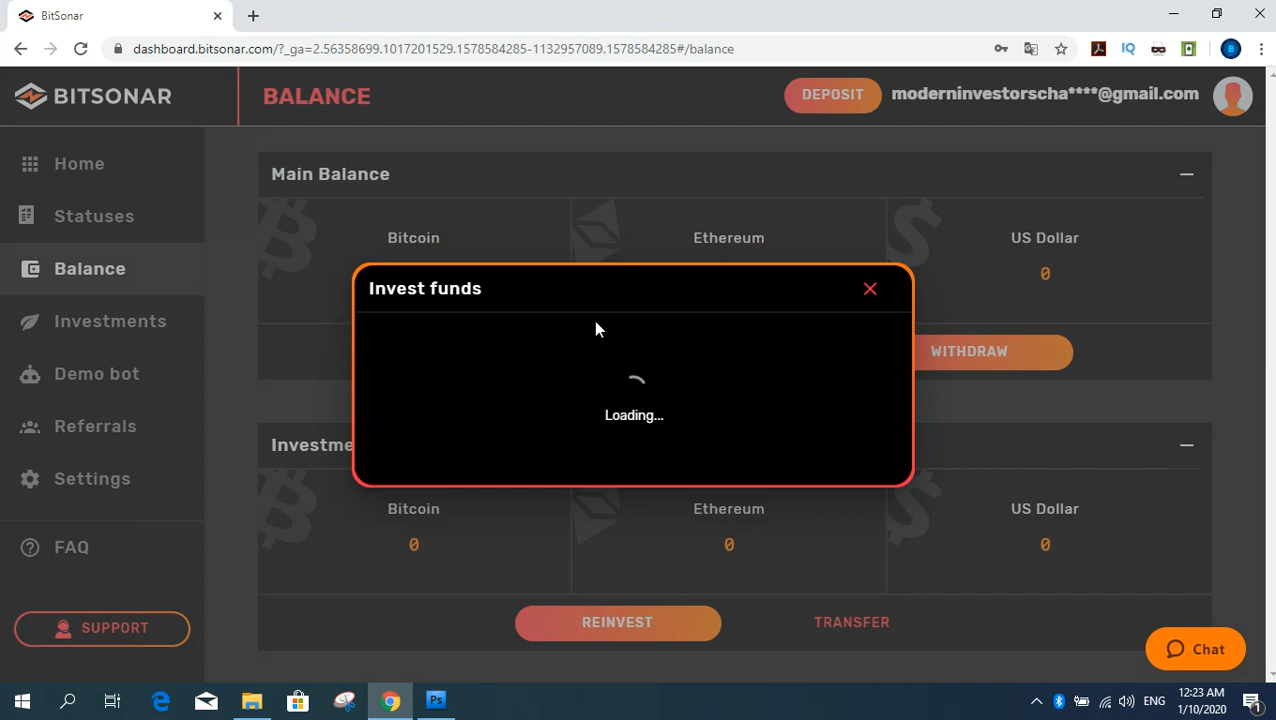 BitSonar
dashboard.bitsonar.com/?_ga=2.56358699.1017201529.1578584285-1132957089.1578584285#/balance
BITSONAR
BALANCE
DEPOSIT
moderninvestorscha****@gmail.com
Home
Statuses
Balance
Investments
Demo bot
Referrals
Settings
FAQ
SUPPORT
Main Balance
Bitcoin
Ethereum
US Dollar
0
WITHDRAW
Invest funds
Loading...
Investme
Bitcoin
Ethereum
US Dollar
0
0
0
REINVEST
TRANSFER
Chat
ENG
12:23 AM
1/10/2020
1